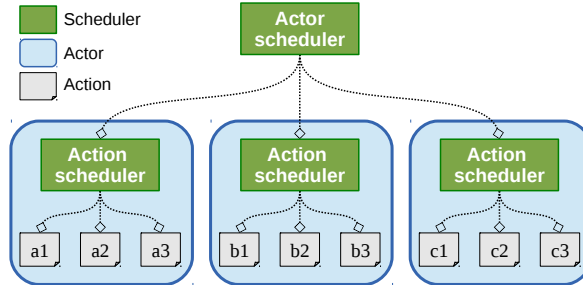 Scheduler
Actor
Action
Actor
scheduler
Action
scheduler
Action
scheduler
Action
scheduler
a1 a2 a3 b1 b2 b3 c1 c2 c3